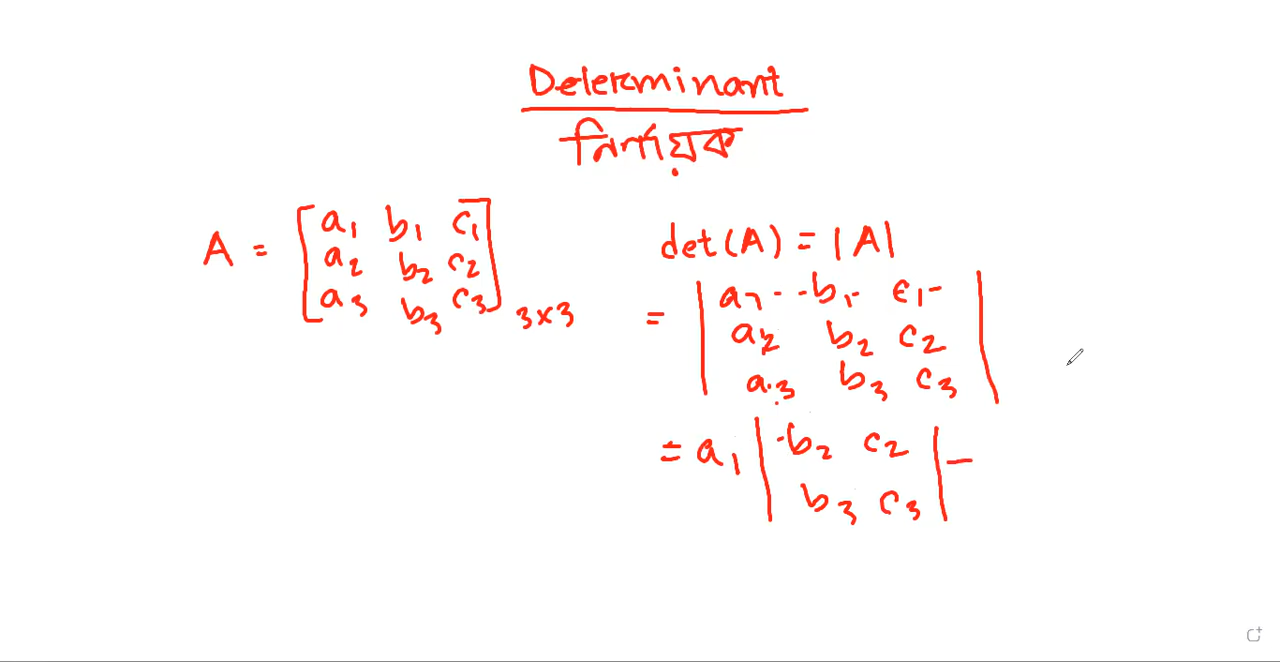 Determinant
নির্ণায়ক
A = [a₁ b₁ c₁
a₂ b₂ c₂
a₃ b₃ c₃]₃ₓ₃
det(A) = |A|
= |a₁ b₁ c₁
a₂ b₂ c₂
a₃ b₃ c₃|
= a₁ |b₂ c₂
b₃ c₃| −